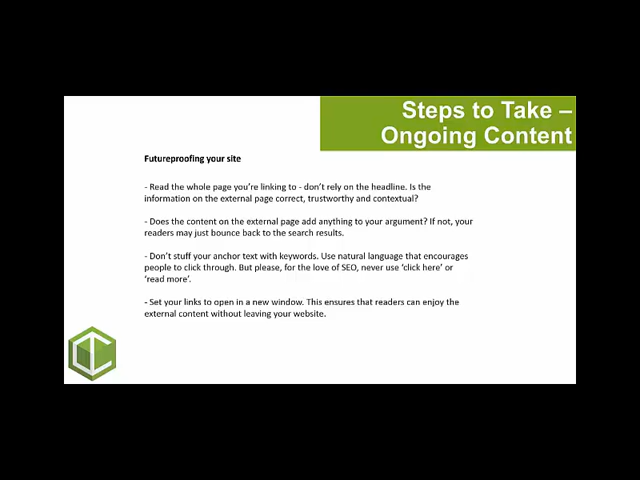 Steps to Take –
Ongoing Content
Futureproofing your site
- Read the whole page you're linking to - don't rely on the headline. Is the
information on the external page correct, trustworthy and contextual?
- Does the content on the external page add anything to your argument? If not, your
readers may just bounce back to the search results.
- Don't stuff your anchor text with keywords. Use natural language that encourages
people to click through. But please, for the love of SEO, never use 'click here' or
'read more'.
- Set your links to open in a new window. This ensures that readers can enjoy the
external content without leaving your website.